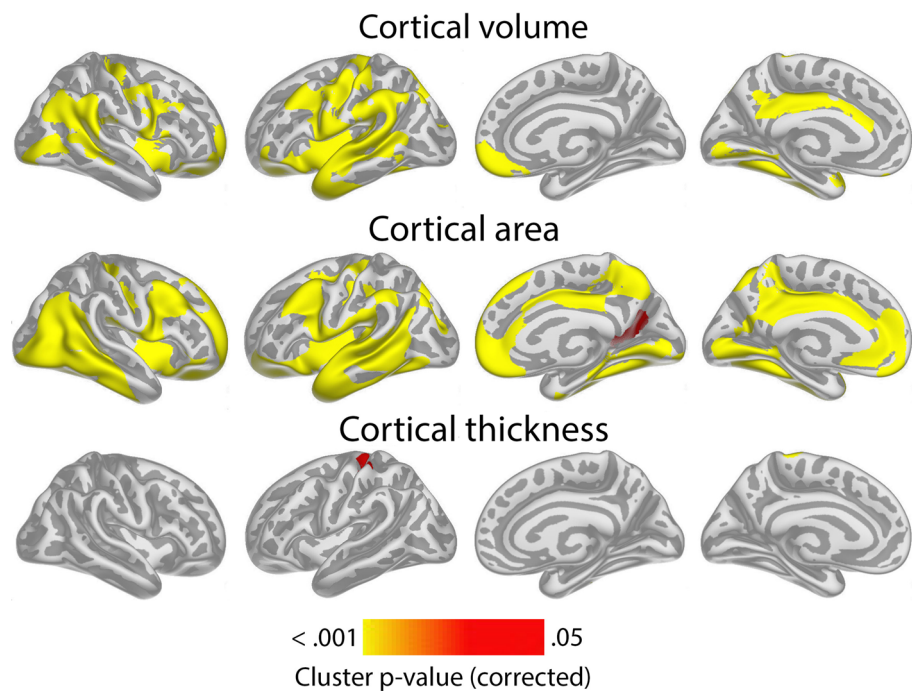 Cortical volume
Cortical area
Cortical thickness
< .001 .05
Cluster p-value (corrected)